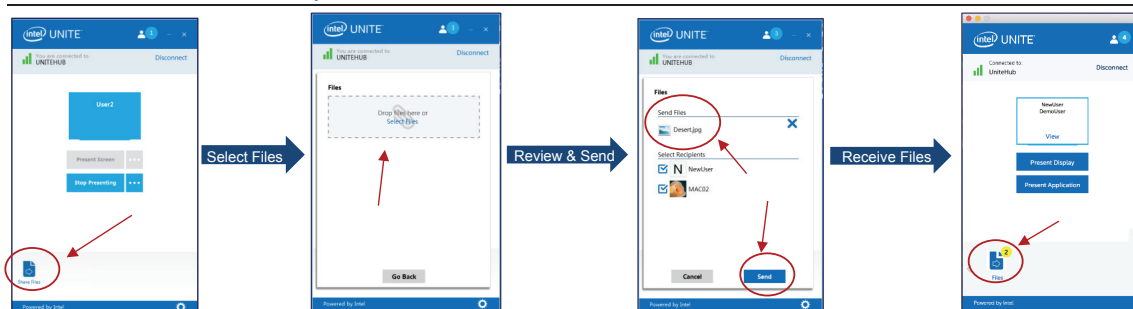 intel UNITE
1
You are connected to:
UNITEHUB
Disconnect
User2
Present Screen
Stop Presenting
Share Files
Powered by Intel
Select Files
intel UNITE
3
You are connected to:
UNITEHUB
Disconnect
Files
Drop files here or
Select Files
Go Back
Powered by Intel
Review & Send
intel UNITE
3
You are connected to:
UNITEHUB
Disconnect
Files
Send Files
Desert.jpg
Select Recipients
N NewUser
MAC02
Cancel Send
Powered by Intel
Receive Files
intel UNITE
4
Connected to:
UniteHub
Disconnect
NewUser
DemoUser
View
Present Display
Present Application
2
Files
Powered by Intel